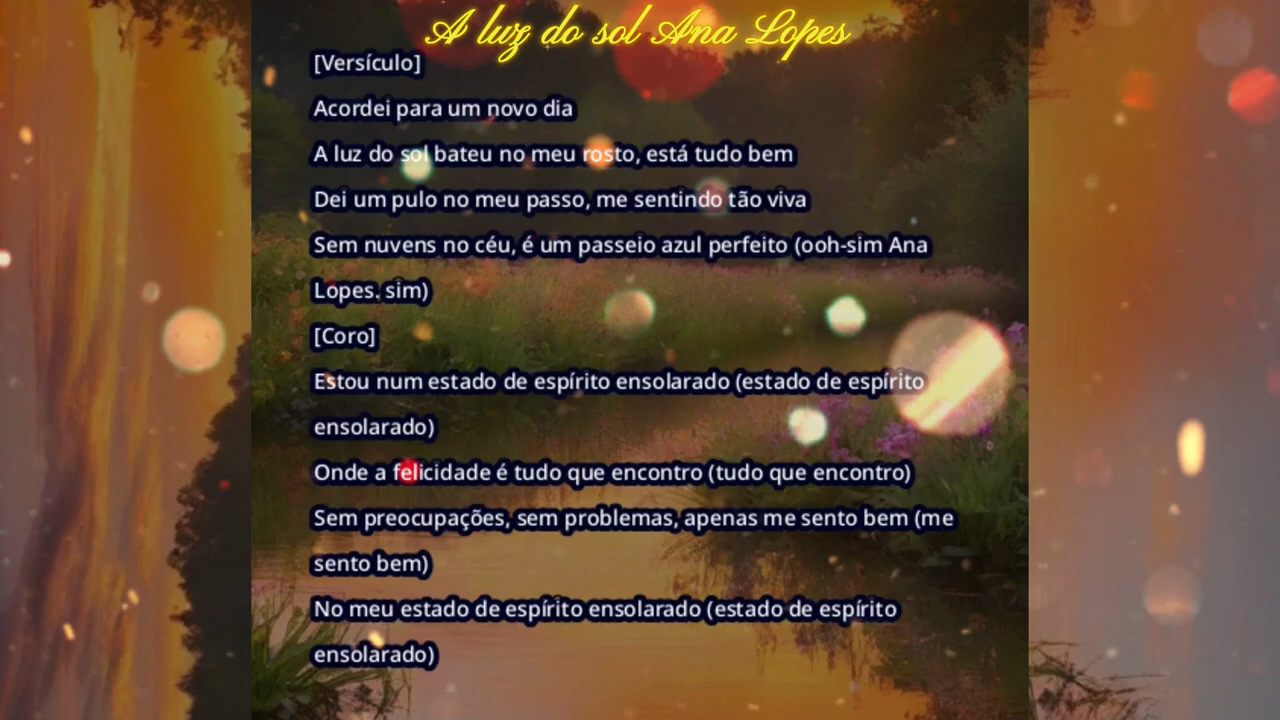 A luz do sol Ana Lopes
[Versículo]
Acordei para um novo dia
A luz do sol bateu no meu rosto, está tudo bem
Dei um pulo no meu passo, me sentindo tão viva
Sem nuvens no céu, é um passeio azul perfeito (ooh-sim Ana
Lopes. sim)
[Coro]
Estou num estado de espírito ensolarado (estado de espírito
ensolarado)
Onde a felicidade é tudo que encontro (tudo que encontro)
Sem preocupações, sem problemas, apenas me sento bem (me
sento bem)
No meu estado de espírito ensolarado (estado de espírito
ensolarado)